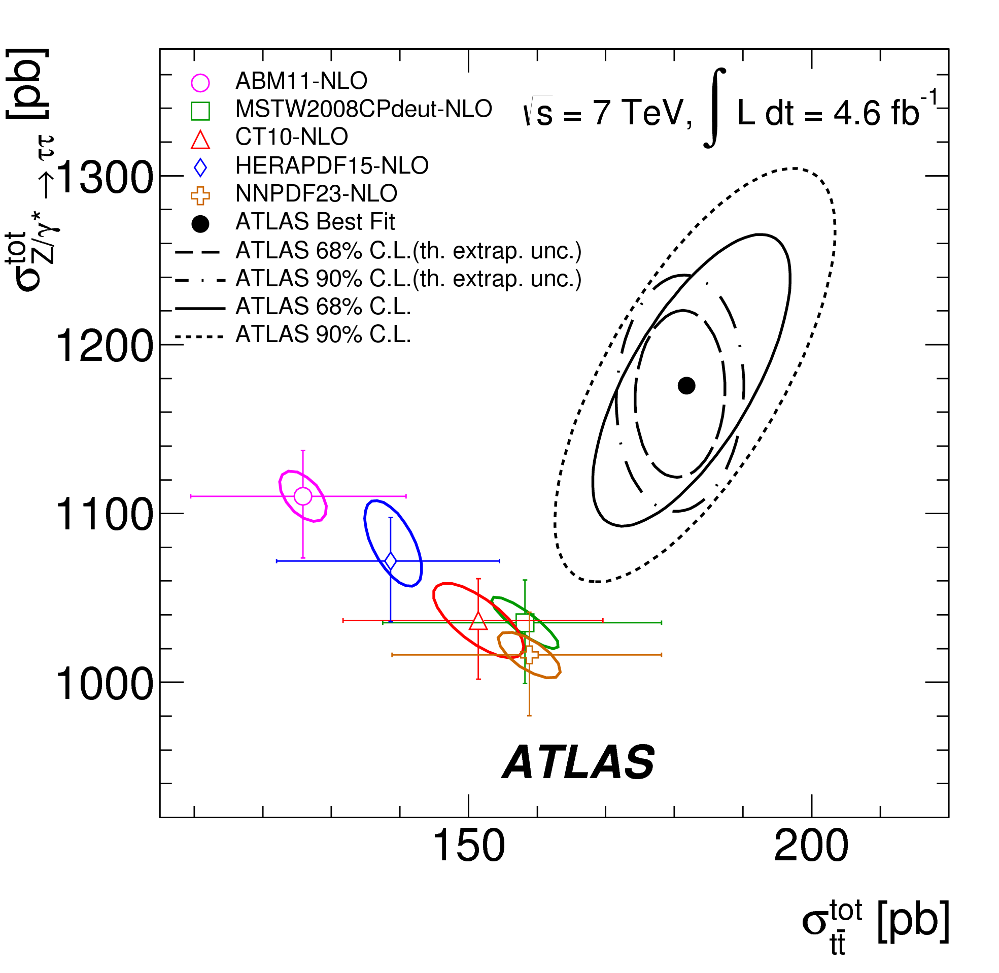 σ^tot_Z/γ*→ττ [pb]
ABM11-NLO
MSTW2008CPdeut-NLO
CT10-NLO
HERAPDF15-NLO
NNPDF23-NLO
ATLAS Best Fit
ATLAS 68% C.L.(th. extrap. unc.)
ATLAS 90% C.L.(th. extrap. unc.)
ATLAS 68% C.L.
ATLAS 90% C.L.
√s = 7 TeV, ∫ L dt = 4.6 fb⁻¹
1300
1200
1100
1000
ATLAS
150 200
σ^tot_tt̄ [pb]